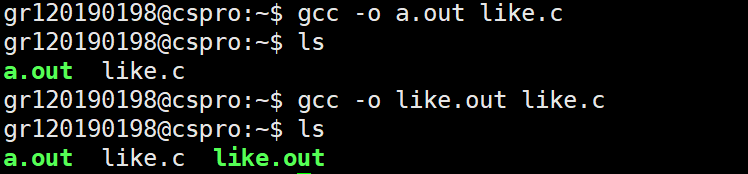 gr120190198@cspro:~$ gcc -o a.out like.c
gr120190198@cspro:~$ ls
a.out  like.c
gr120190198@cspro:~$ gcc -o like.out like.c
gr120190198@cspro:~$ ls
a.out  like.c  like.out